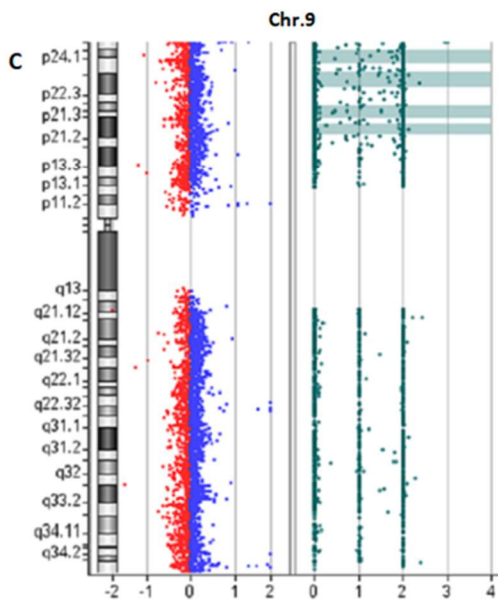 Chr.9
C
p24.1
p22.3
p21.3
p21.2
p13.3
p13.1
p11.2
q13
q21.12
q21.2
q21.32
q22.1
q22.32
q31.1
q31.2
q32
q33.2
q34.11
q34.2
-2 -1 0 1 2 0 1 2 3 4